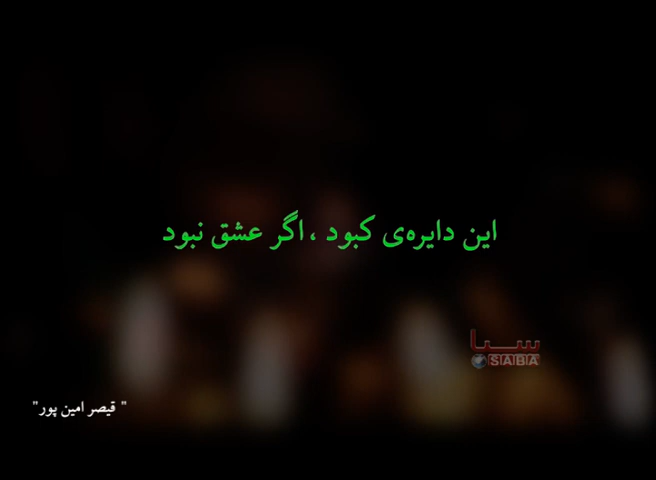 این دایره‌ی کبود ، اگر عشق نبود
سبا
SABA
" قیصر امین پور"